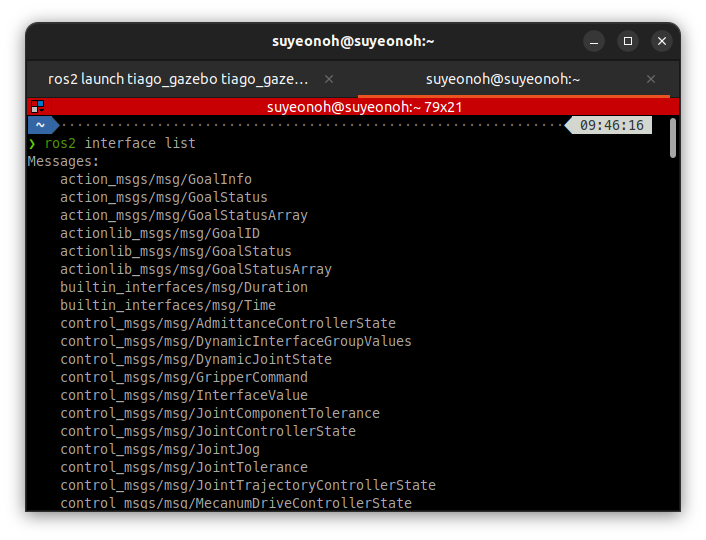 suyeonoh@suyeonoh:~
ros2 launch tiago_gazebo tiago_gaze...
suyeonoh@suyeonoh:~
suyeonoh@suyeonoh:~ 79x21
~ 09:46:16
❯ ros2 interface list
Messages:
action_msgs/msg/GoalInfo
action_msgs/msg/GoalStatus
action_msgs/msg/GoalStatusArray
actionlib_msgs/msg/GoalID
actionlib_msgs/msg/GoalStatus
actionlib_msgs/msg/GoalStatusArray
builtin_interfaces/msg/Duration
builtin_interfaces/msg/Time
control_msgs/msg/AdmittanceControllerState
control_msgs/msg/DynamicInterfaceGroupValues
control_msgs/msg/DynamicJointState
control_msgs/msg/GripperCommand
control_msgs/msg/InterfaceValue
control_msgs/msg/JointComponentTolerance
control_msgs/msg/JointControllerState
control_msgs/msg/JointJog
control_msgs/msg/JointTolerance
control_msgs/msg/JointTrajectoryControllerState
control_msgs/msg/MecanumDriveControllerState